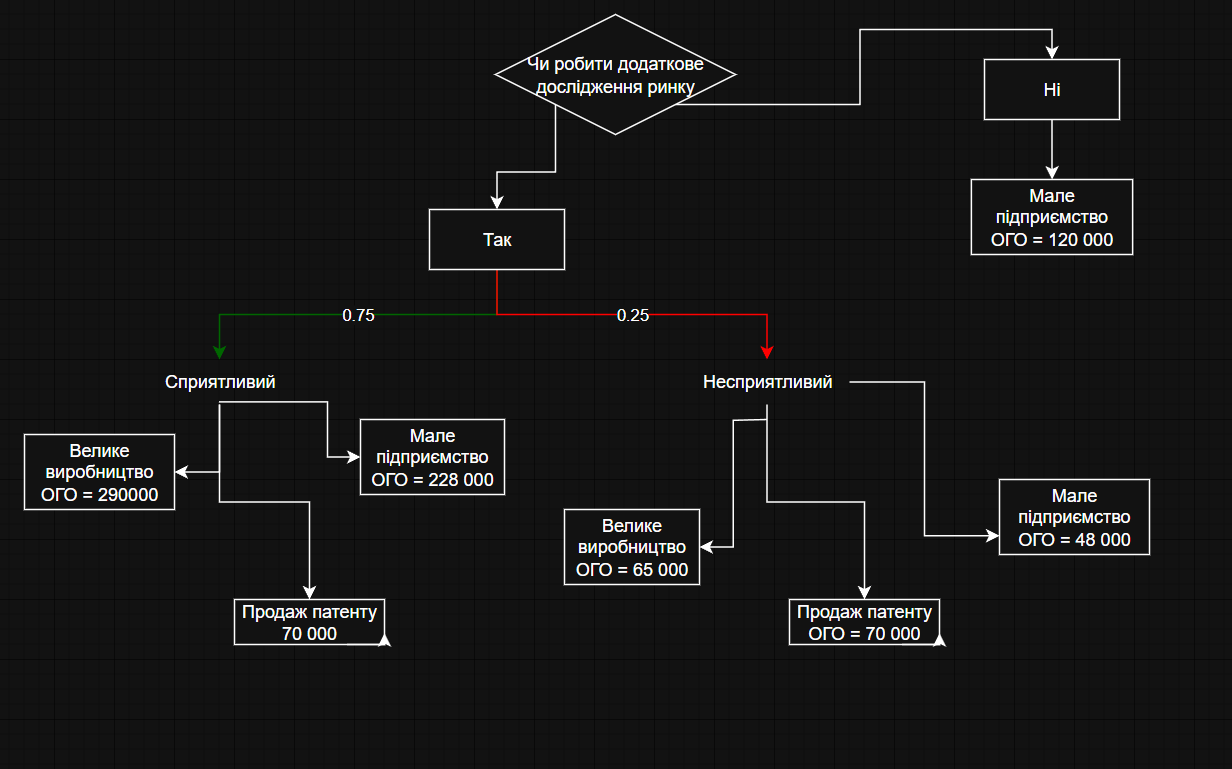 Чи робити додаткове
дослідження ринку
Ні
Мале
підприємство
ОГО = 120 000
Так
0.75
0.25
Сприятливий
Несприятливий
Велике
виробництво
ОГО = 290000
Мале
підприємство
ОГО = 228 000
Продаж патенту
70 000
Велике
виробництво
ОГО = 65 000
Мале
підприємство
ОГО = 48 000
Продаж патенту
ОГО = 70 000